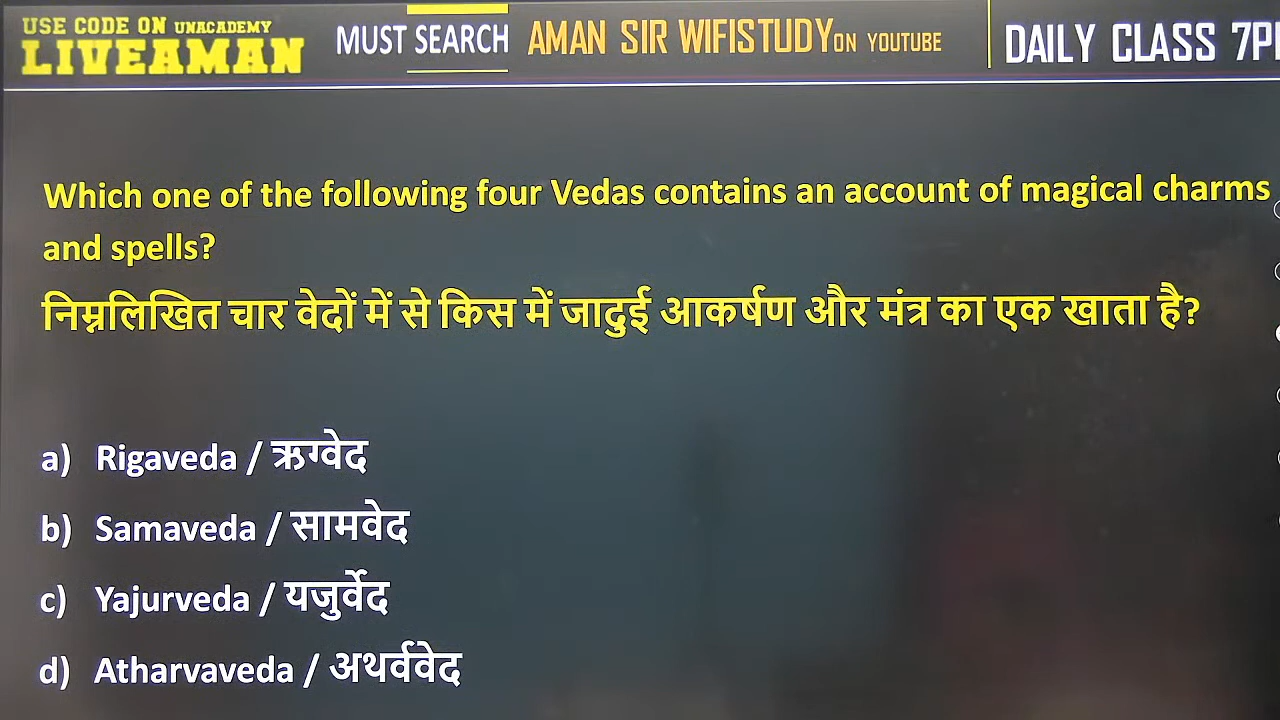 USE CODE ON UNACADEMY
LIVEAMAN
MUST SEARCH
AMAN SIR WIFISTUDY ON YOUTUBE
DAILY CLASS 7P
Which one of the following four Vedas contains an account of magical charms
and spells?
निम्नलिखित चार वेदों में से किस में जादुई आकर्षण और मंत्र का एक खाता है?
a) Rigaveda / ऋग्वेद
b) Samaveda / सामवेद
c) Yajurveda / यजुर्वेद
d) Atharvaveda / अथर्ववेद